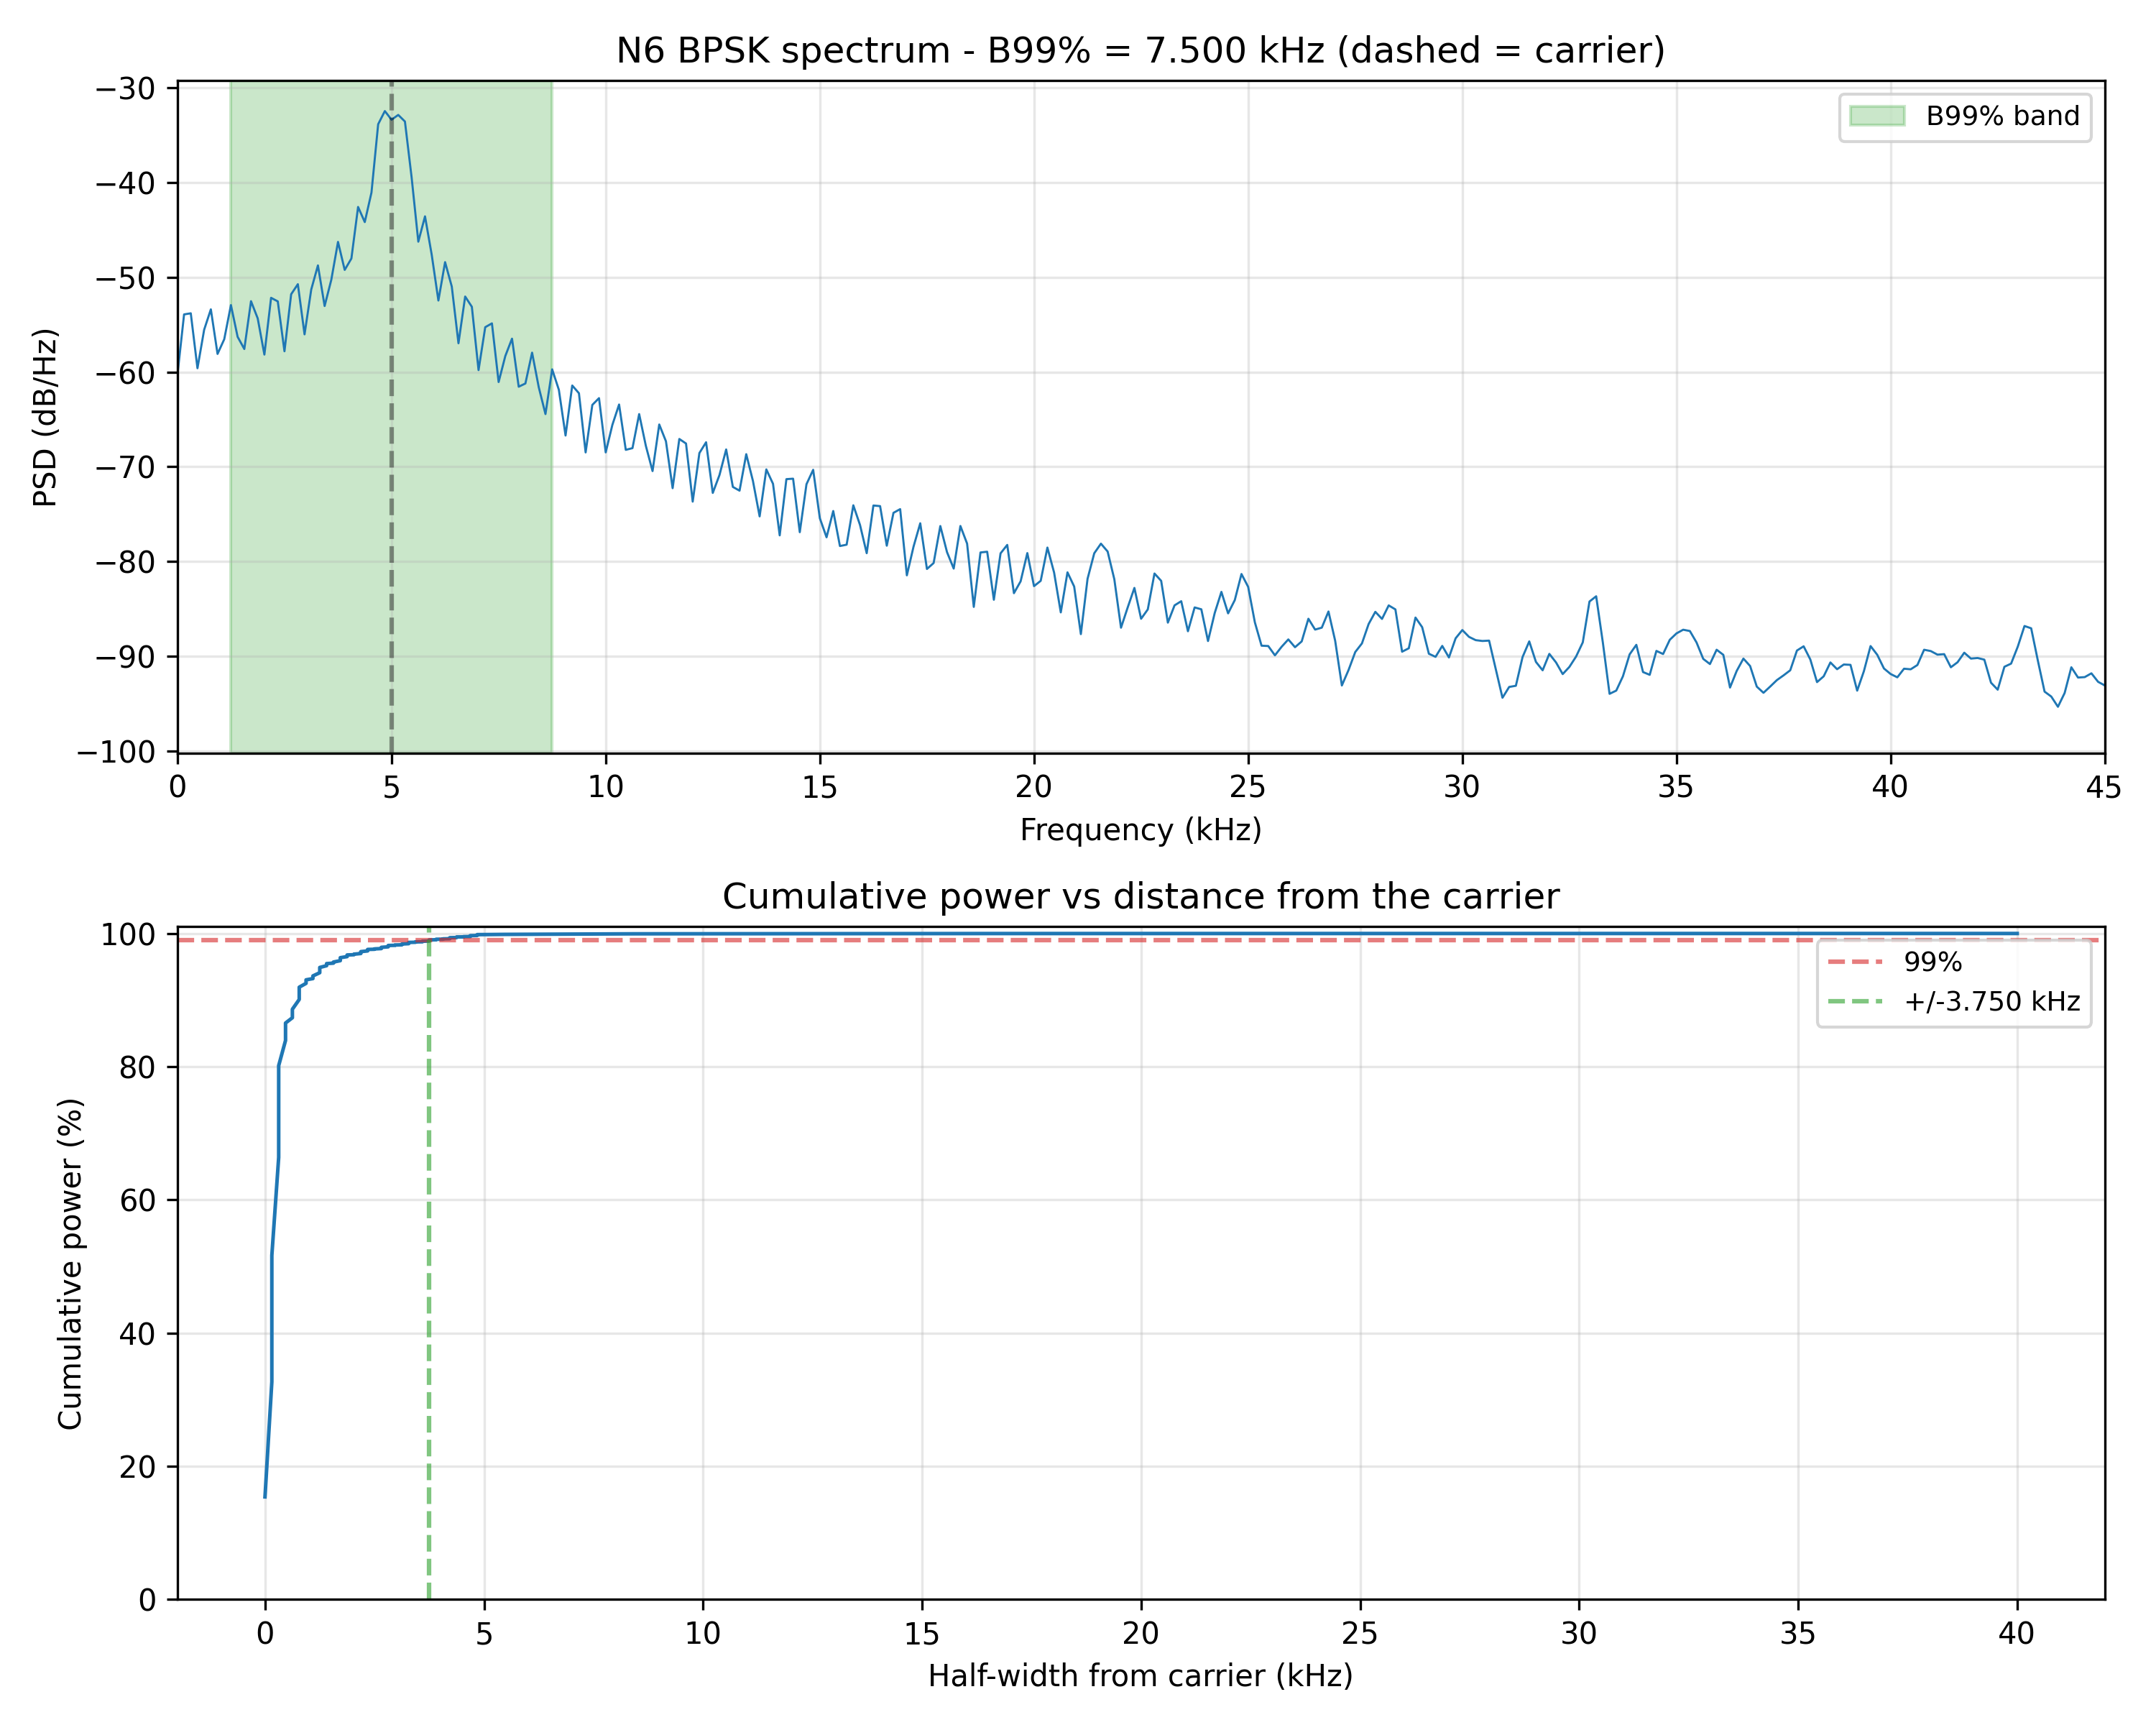 N6 BPSK spectrum - B99% = 7.500 kHz (dashed = carrier)
B99% band
PSD (dB/Hz)
−30
−40
−50
−60
−70
−80
−90
−100
0 5 10 15 20 25 30 35 40 45
Frequency (kHz)
Cumulative power vs distance from the carrier
99%
+/-3.750 kHz
Cumulative power (%)
100
80
60
40
20
0
0 5 10 15 20 25 30 35 40
Half-width from carrier (kHz)